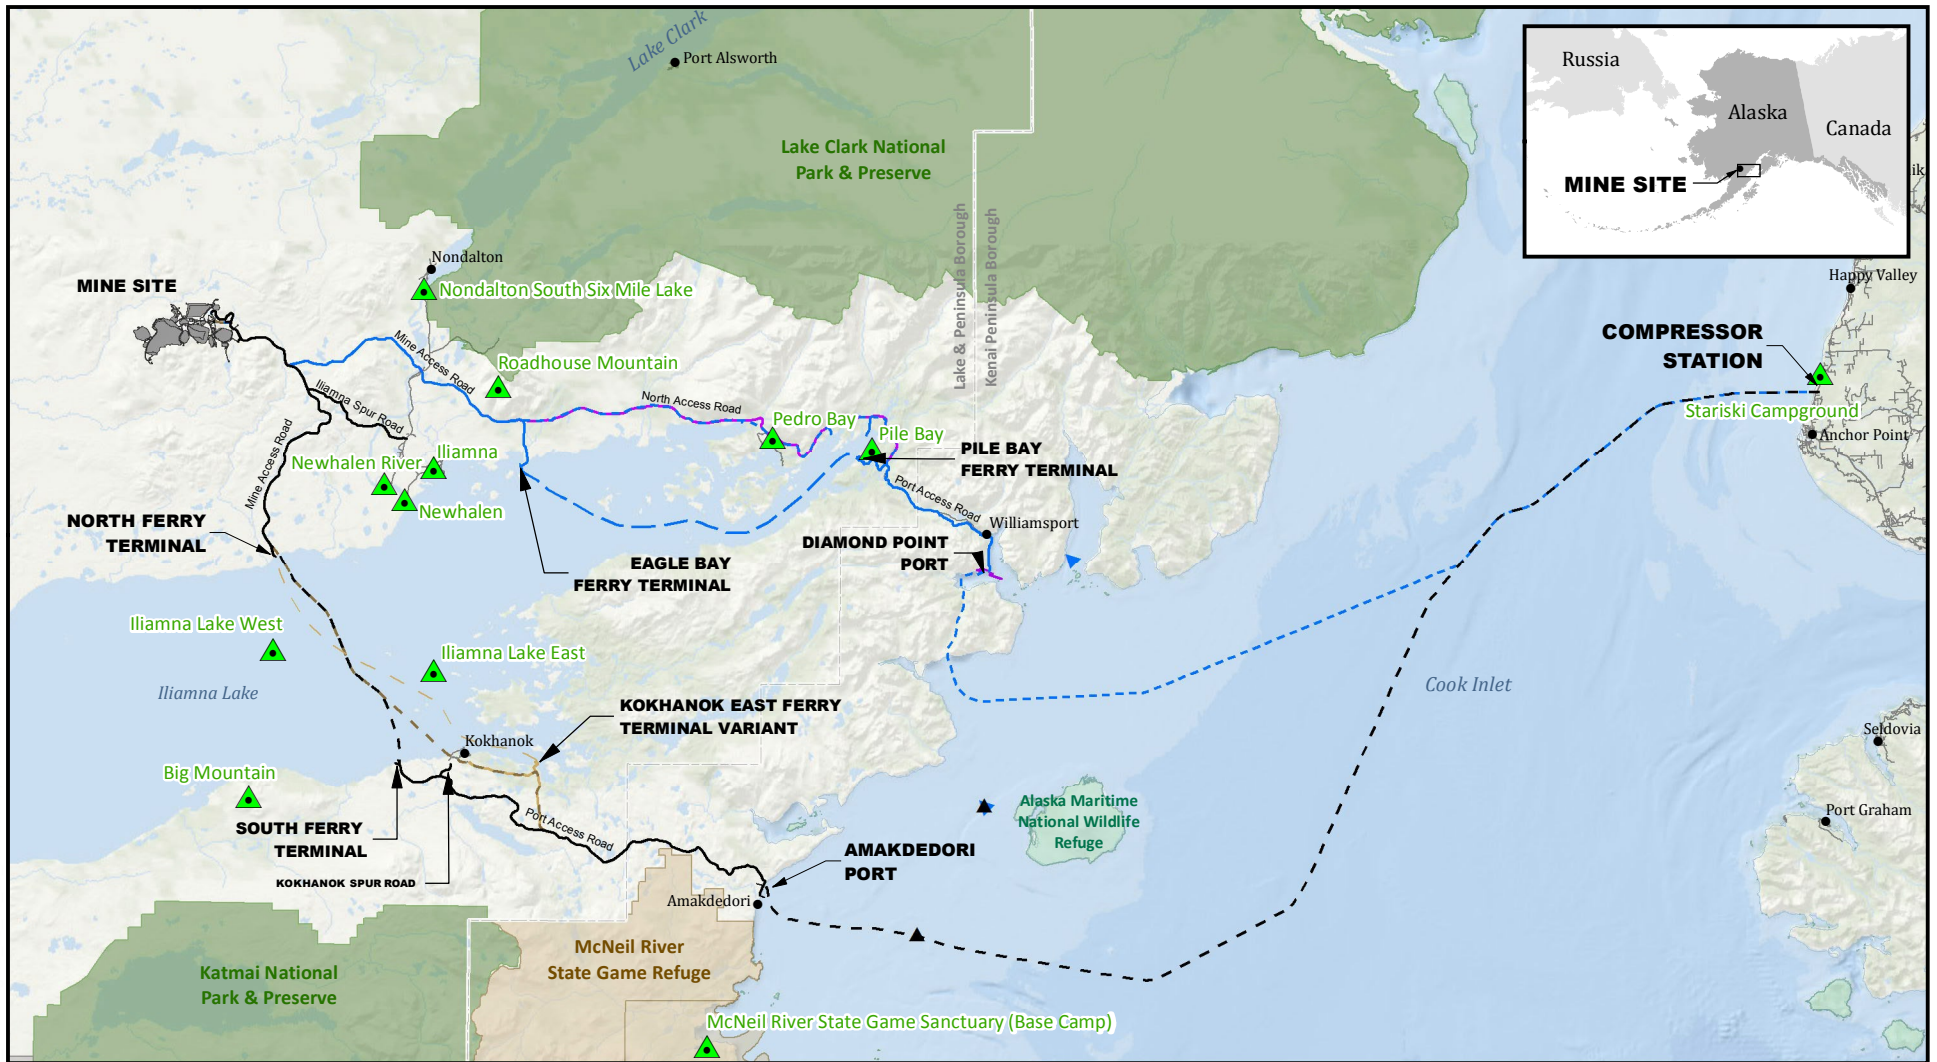 Lake Clark
Port Alsworth
Lake Clark National
Park & Preserve
Russia
Alaska
Canada
MINE SITE
Lake & Peninsula Borough
Kenai Peninsula Borough
Nondalton
Nondalton South Six Mile Lake
MINE SITE
Happy Valley
COMPRESSOR
STATION
Stariski Campground
Anchor Point
Mine Access Road
Roadhouse Mountain
Iliamna Spur Road
North Access Road
Pedro Bay
Pile Bay
PILE BAY
FERRY TERMINAL
Mine Access Road
Newhalen River
Iliamna
Newhalen
Port Access Road
Williamsport
NORTH FERRY
TERMINAL
DIAMOND POINT
PORT
EAGLE BAY
FERRY TERMINAL
Iliamna Lake West
Iliamna Lake East
Iliamna Lake
Cook Inlet
KOKHANOK EAST FERRY
TERMINAL VARIANT
Kokhanok
Seldovia
Big Mountain
Alaska Maritime
National Wildlife
Refuge
Port Graham
SOUTH FERRY
TERMINAL
Port Access Road
KOKHANOK SPUR ROAD
AMAKDEDORI
PORT
Amakdedori
McNeil River
State Game Refuge
Katmai National
Park & Preserve
McNeil River State Game Sanctuary (Base Camp)